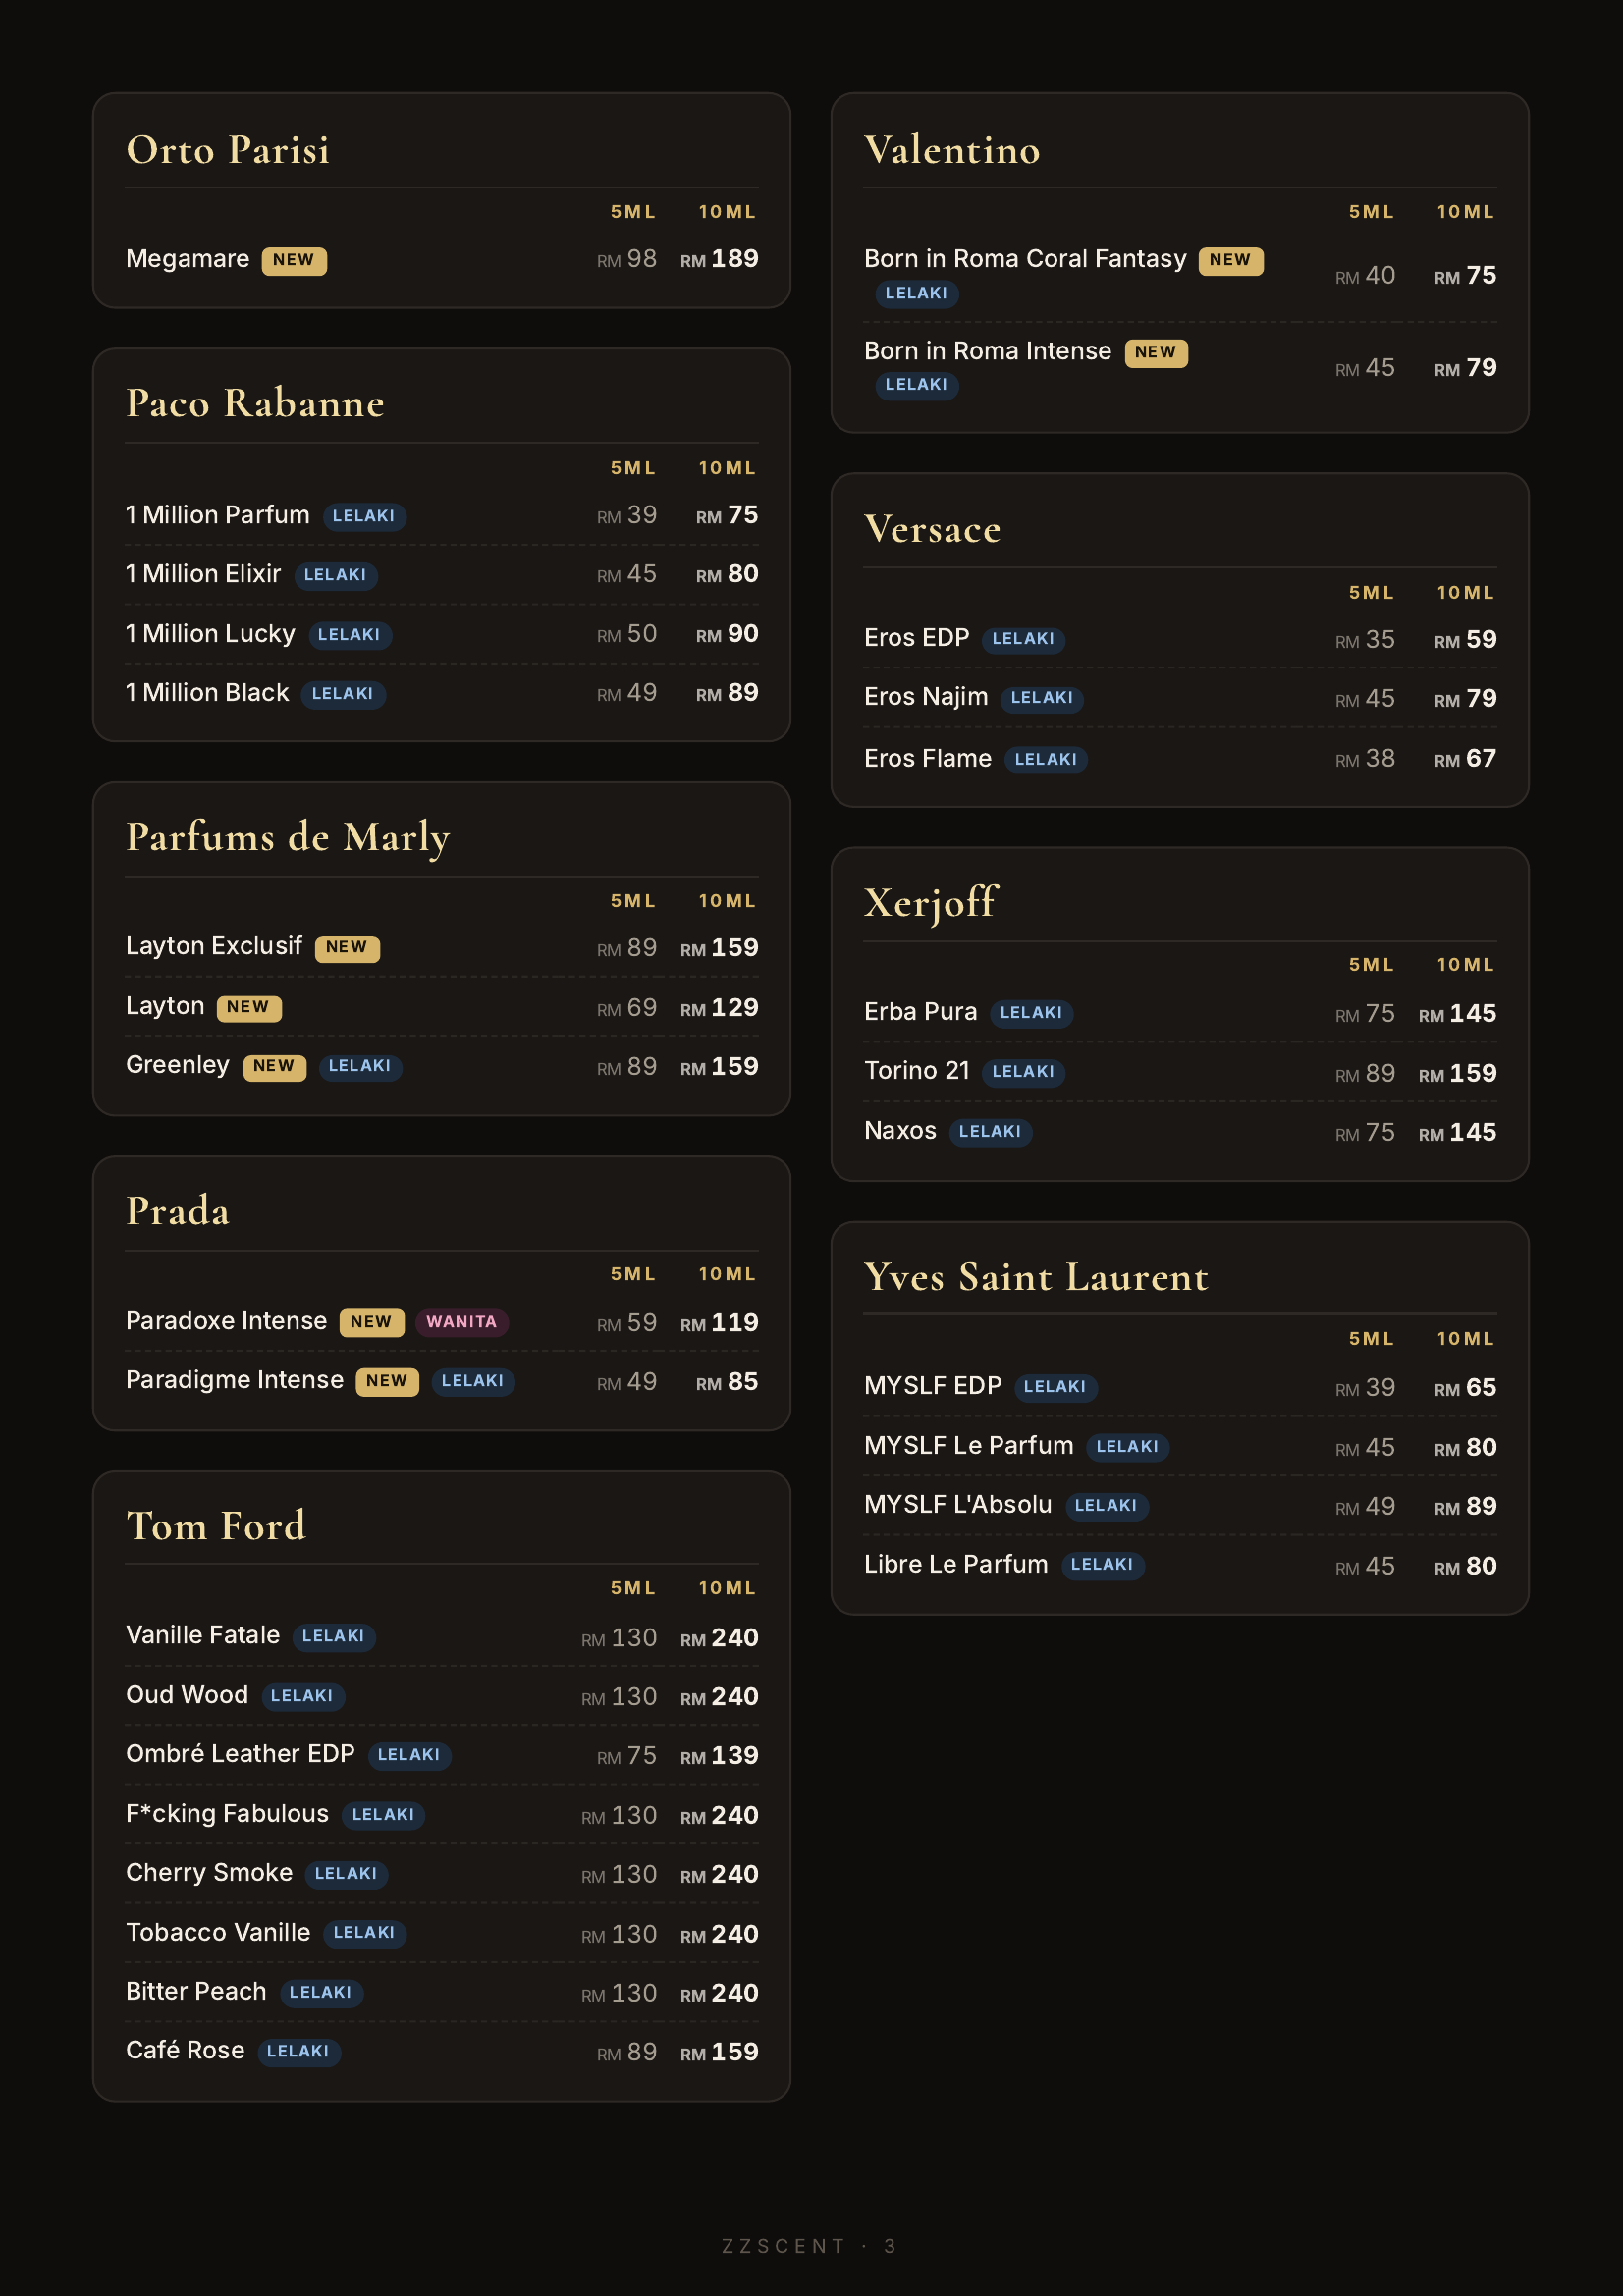 Orto Parisi
5ML 10ML
Megamare NEW RM 98 RM 189
Paco Rabanne
5ML 10ML
1 Million Parfum LELAKI RM 39 RM 75
1 Million Elixir LELAKI RM 45 RM 80
1 Million Lucky LELAKI RM 50 RM 90
1 Million Black LELAKI RM 49 RM 89
Parfums de Marly
5ML 10ML
Layton Exclusif NEW RM 89 RM 159
Layton NEW RM 69 RM 129
Greenley NEW LELAKI RM 89 RM 159
Prada
5ML 10ML
Paradoxe Intense NEW WANITA RM 59 RM 119
Paradigme Intense NEW LELAKI RM 49 RM 85
Tom Ford
5ML 10ML
Vanille Fatale LELAKI RM 130 RM 240
Oud Wood LELAKI RM 130 RM 240
Ombré Leather EDP LELAKI RM 75 RM 139
F*cking Fabulous LELAKI RM 130 RM 240
Cherry Smoke LELAKI RM 130 RM 240
Tobacco Vanille LELAKI RM 130 RM 240
Bitter Peach LELAKI RM 130 RM 240
Café Rose LELAKI RM 89 RM 159
Valentino
5ML 10ML
Born in Roma Coral Fantasy NEW
LELAKI RM 40 RM 75
Born in Roma Intense NEW
LELAKI RM 45 RM 79
Versace
5ML 10ML
Eros EDP LELAKI RM 35 RM 59
Eros Najim LELAKI RM 45 RM 79
Eros Flame LELAKI RM 38 RM 67
Xerjoff
5ML 10ML
Erba Pura LELAKI RM 75 RM 145
Torino 21 LELAKI RM 89 RM 159
Naxos LELAKI RM 75 RM 145
Yves Saint Laurent
5ML 10ML
MYSLF EDP LELAKI RM 39 RM 65
MYSLF Le Parfum LELAKI RM 45 RM 80
MYSLF L'Absolu LELAKI RM 49 RM 89
Libre Le Parfum LELAKI RM 45 RM 80
ZZSCENT · 3